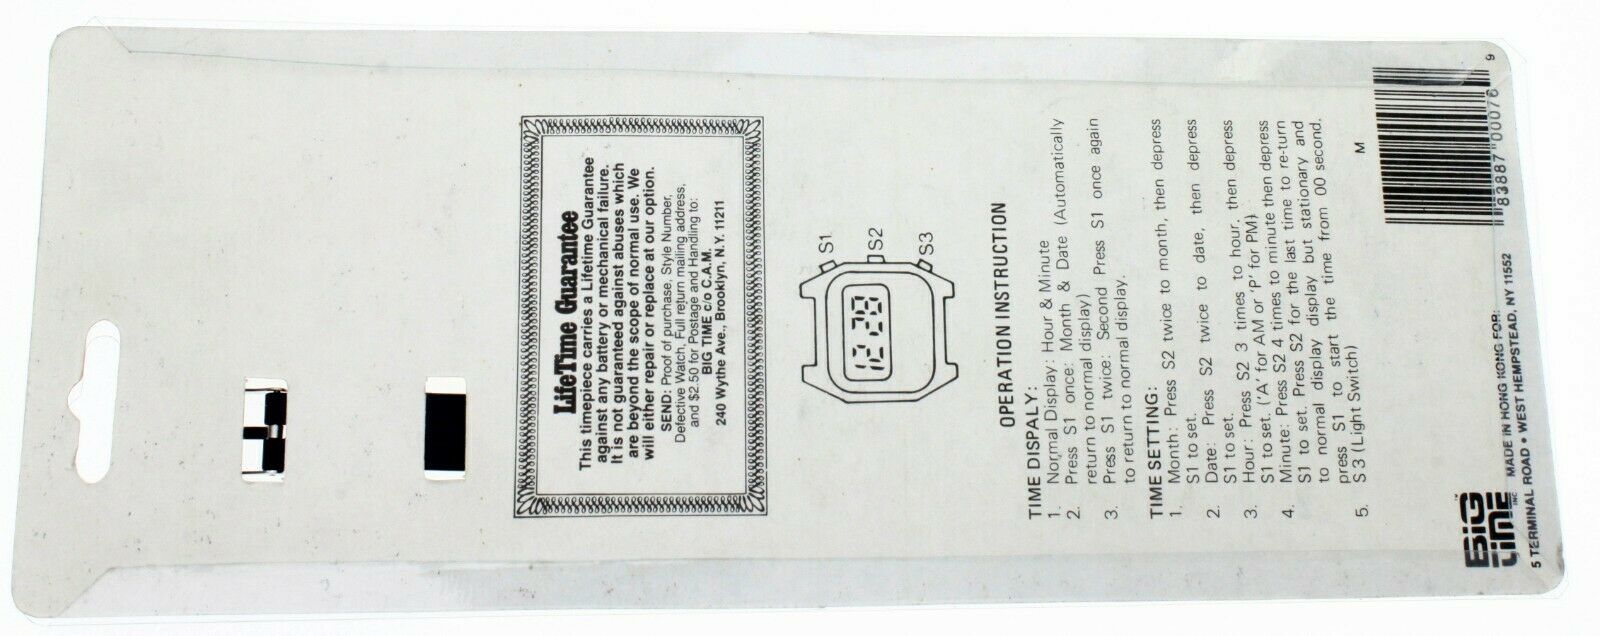 LifeTime Guarantee
This timepiece carries a Lifetime Guarantee
against any battery or mechanical failure.
It is not guaranteed against abuses which
are beyond the scope of normal use. We
will either repair or replace at our option.
SEND: Proof of purchase, Style Number,
Defective Watch, Full return mailing address,
and $2.50 for Postage and Handling to:
BIG TIME c/o C.A.M.
240 Wythe Ave., Brooklyn, N.Y. 11211
S1
S2
S3
12:28
OPERATION INSTRUCTION
TIME DISPALY:
1. Normal Display: Hour & Minute
2. Press S1 once: Month & Date (Automatically
return to normal display)
3. Press S1 twice: Second Press S1 once again
to return to normal display.
TIME SETTING:
1. Month: Press S2 twice to month, then depress
S1 to set.
2. Date: Press S2 twice to date, then depress
S1 to set.
3. Hour: Press S2 3 times to hour, then depress
S1 to set. ('A' for AM or 'P' for PM)
4. Minute: Press S2 4 times to minute then depress
S1 to set. Press S2 for the last time to re-turn
to normal display display but stationary and
press S1 to start the time from 00 second.
5. S3 (Light Switch)
M
83887 00076 9
BiG TiME INC ™
MADE IN HONG KONG FOR:
5 TERMINAL ROAD • WEST HEMPSTEAD, NY 11552